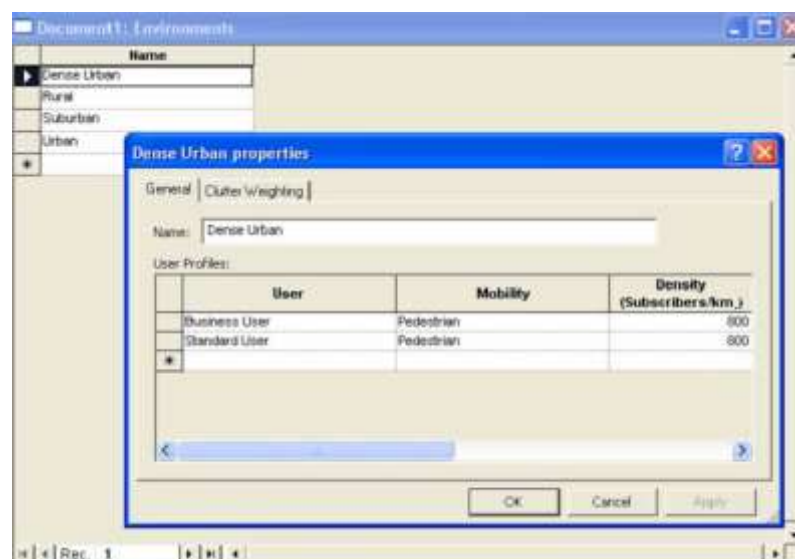 Document1: Environments
Name
Dense Urban
Rural
Suburban
Urban
Dense Urban properties
General
Clutter Weighting
Name: Dense Urban
User Profiles:
User Mobility Density (Subscribers/km²)
Business User Pedestrian 800
Standard User Pedestrian 800
OK Cancel Apply
Rec. 1